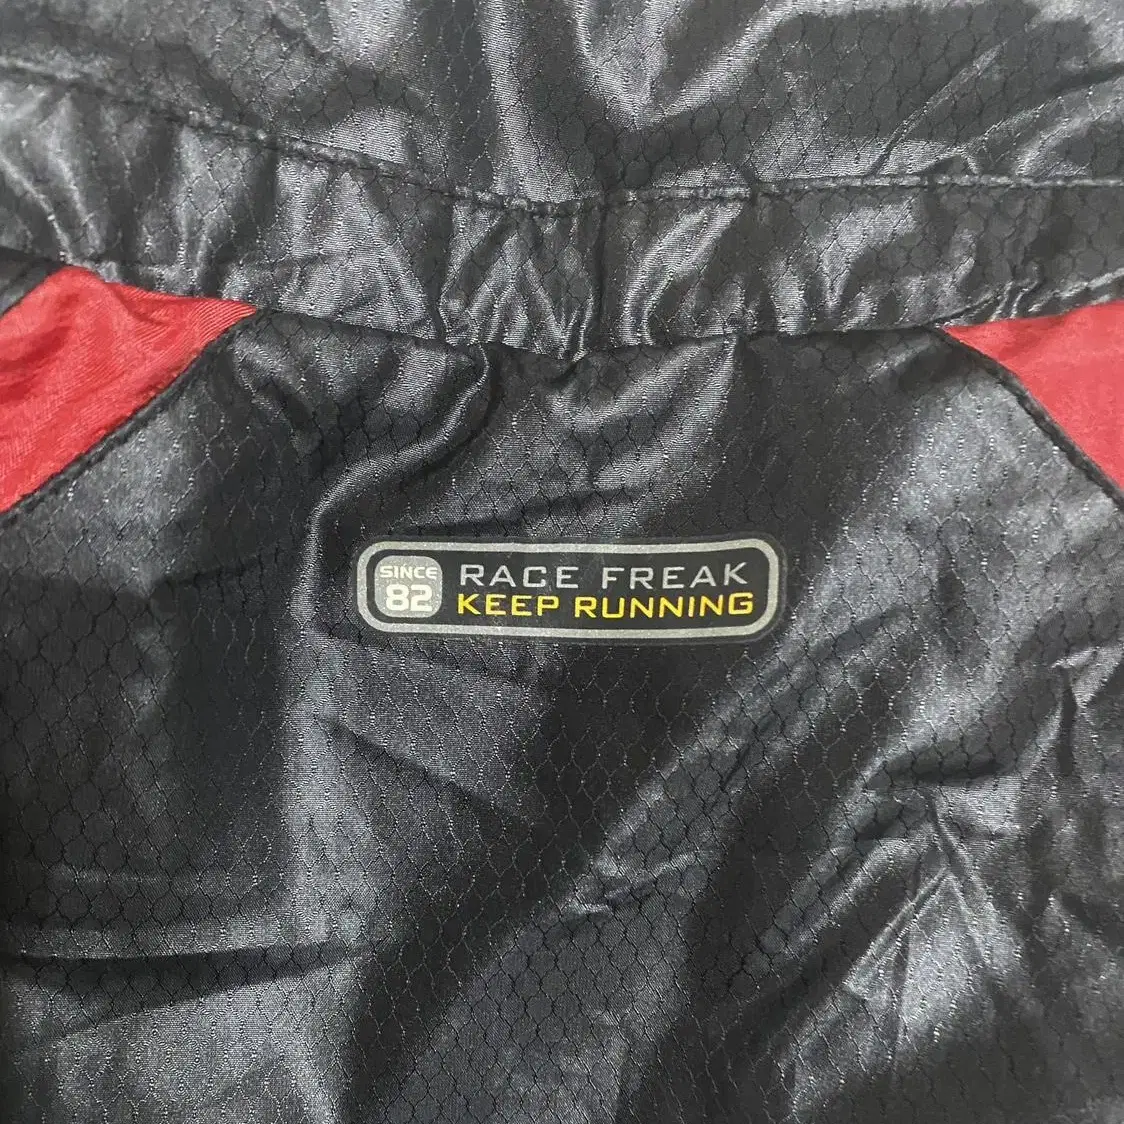 SINCE
82
RACE FREAK
KEEP RUNNING